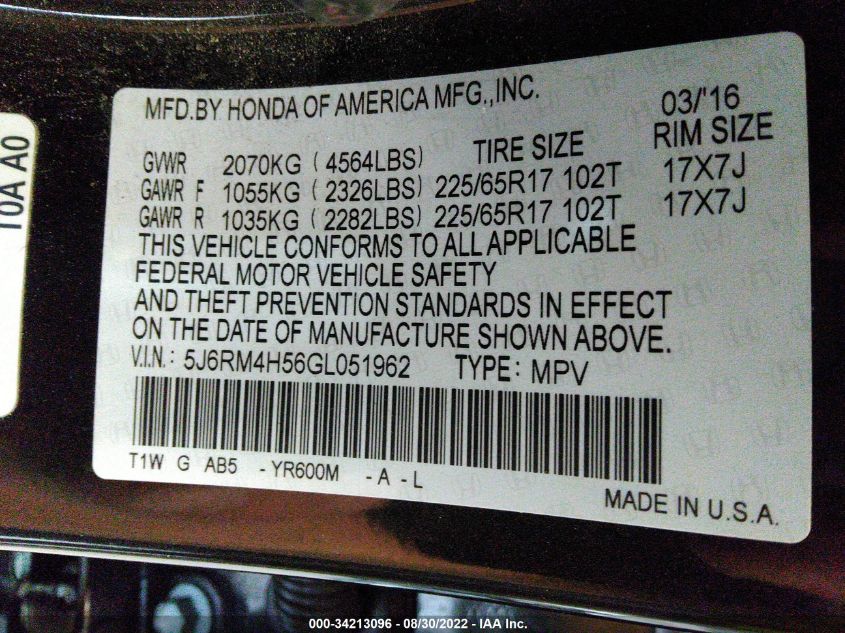 T0A A0
MFD.BY HONDA OF AMERICA MFG.,INC. 03/'16
TIRE SIZE RIM SIZE
GVWR 2070KG ( 4564LBS)
GAWR F 1055KG ( 2326LBS) 225/65R17 102T 17X7J
GAWR R 1035KG ( 2282LBS) 225/65R17 102T 17X7J
THIS VEHICLE CONFORMS TO ALL APPLICABLE
FEDERAL MOTOR VEHICLE SAFETY
AND THEFT PREVENTION STANDARDS IN EFFECT
ON THE DATE OF MANUFACTURE SHOWN ABOVE.
V.I.N.: 5J6RM4H56GL051962 TYPE: MPV
T1W G AB5 -YR600M -A-L
MADE IN U.S.A.
000-34213096 - 08/30/2022 - IAA Inc.